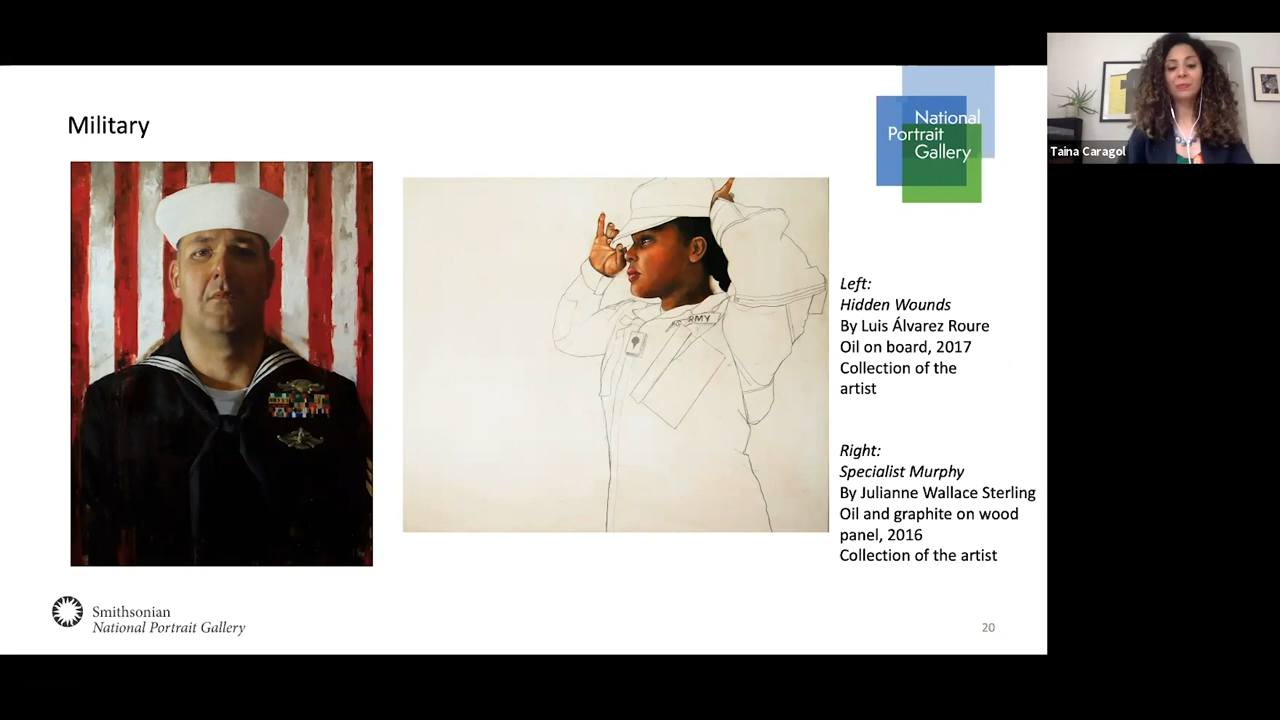 Military
National
Portrait
Gallery
Taína Caragol
RMY
Left:
Hidden Wounds
By Luis Álvarez Roure
Oil on board, 2017
Collection of the
artist
Right:
Specialist Murphy
By Julianne Wallace Sterling
Oil and graphite on wood
panel, 2016
Collection of the artist
Smithsonian
National Portrait Gallery
20